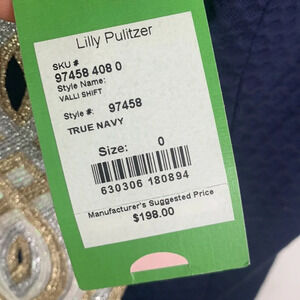 Lilly Pulitzer
SKU #
97458 408 0
Style Name:
VALLI SHIFT
Style #: 97458
TRUE NAVY
Size: 0
630306 180894
Manufacturer's Suggested Price
$198.00